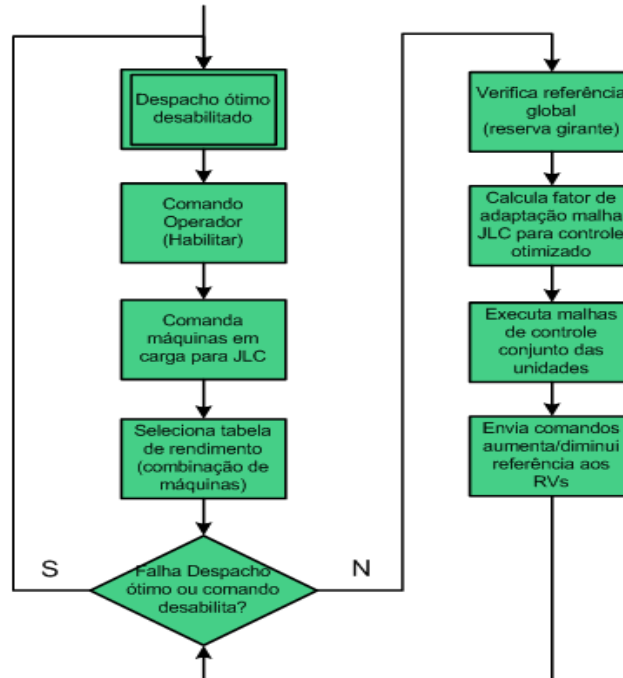 Despacho ótimo
desabilitado
Comando
Operador
(Habilitar)
Comanda
máquinas em
carga para JLC
Seleciona tabela
de rendimento
(combinação de
máquinas)
Falha Despacho
ótimo ou comando
desabilita?
S
N
Verifica referência
global
(reserva girante)
Calcula fator de
adaptação malha
JLC para controle
otimizado
Executa malhas
de controle
conjunto das
unidades
Envia comandos
aumenta/diminui
referência aos
RVs